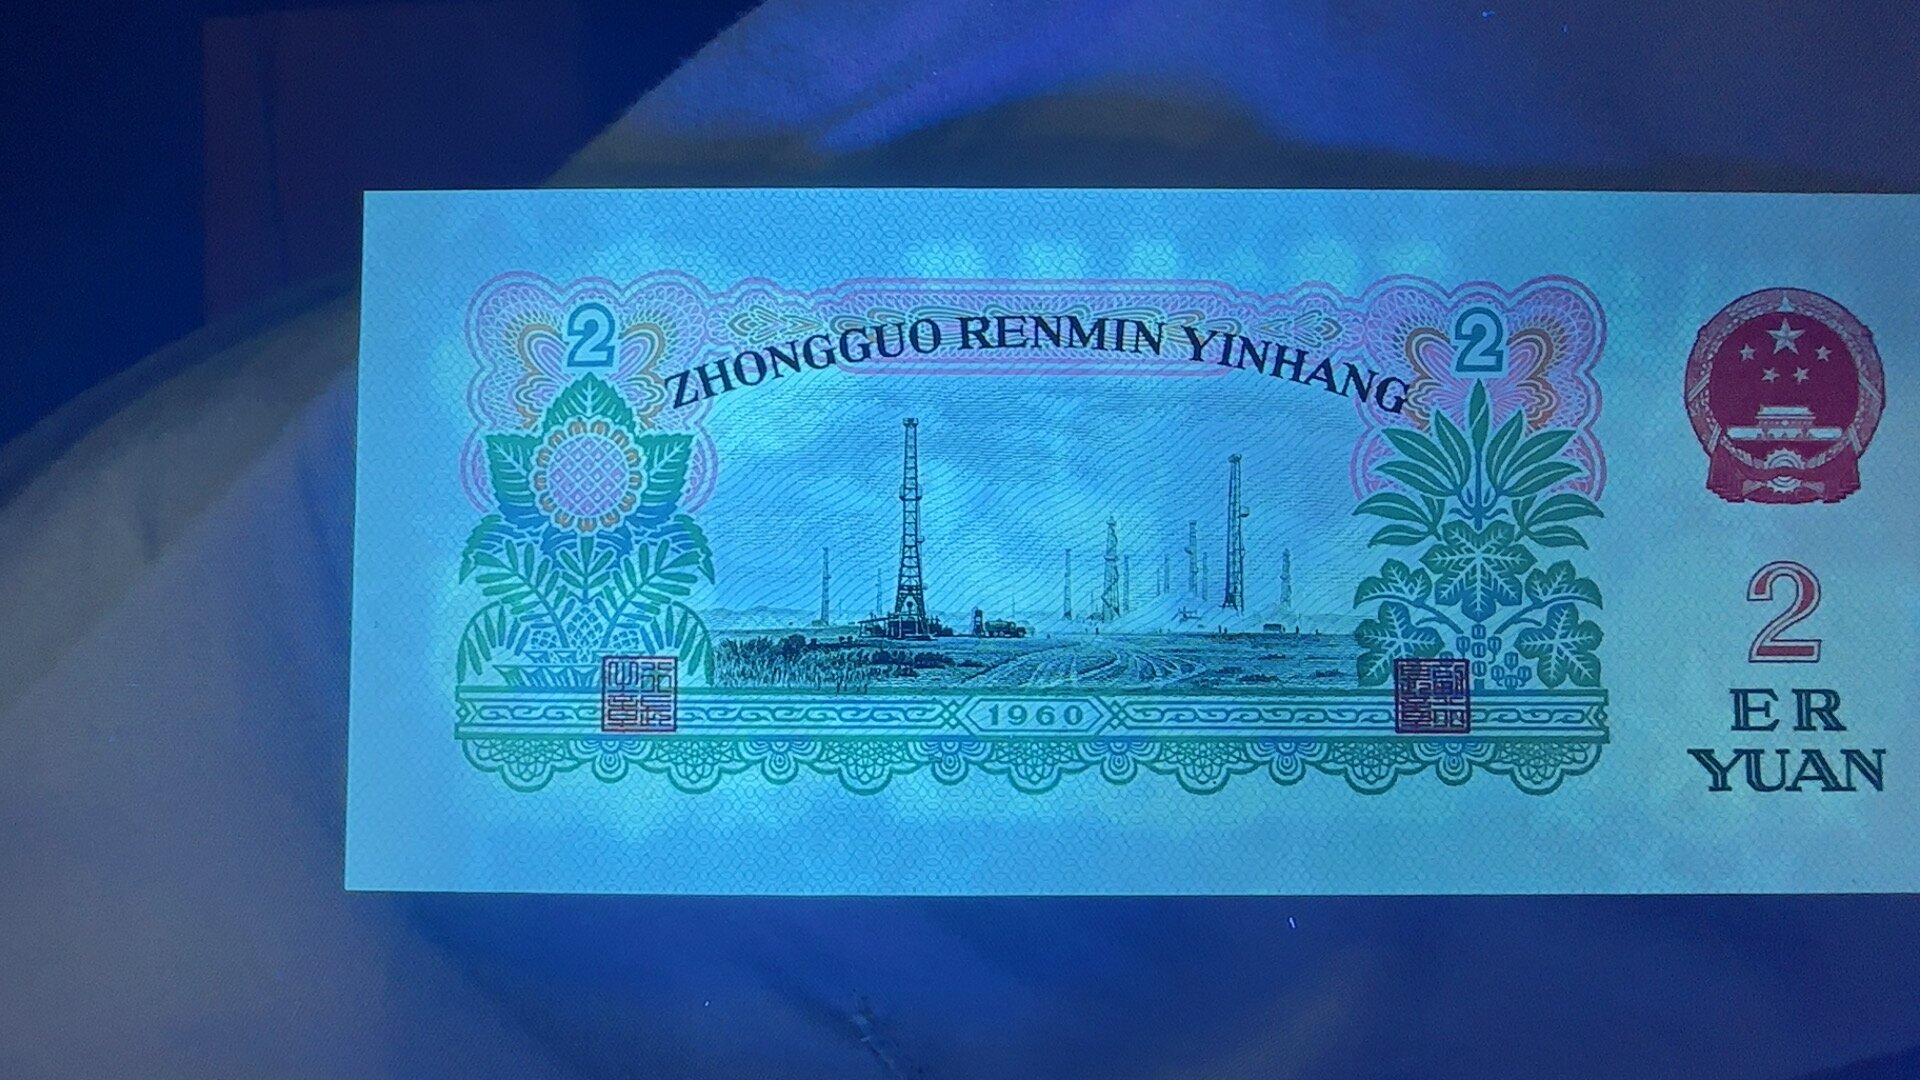 2
2
ZHONGGUO RENMIN YINHANG
1960
2
ER
YUAN